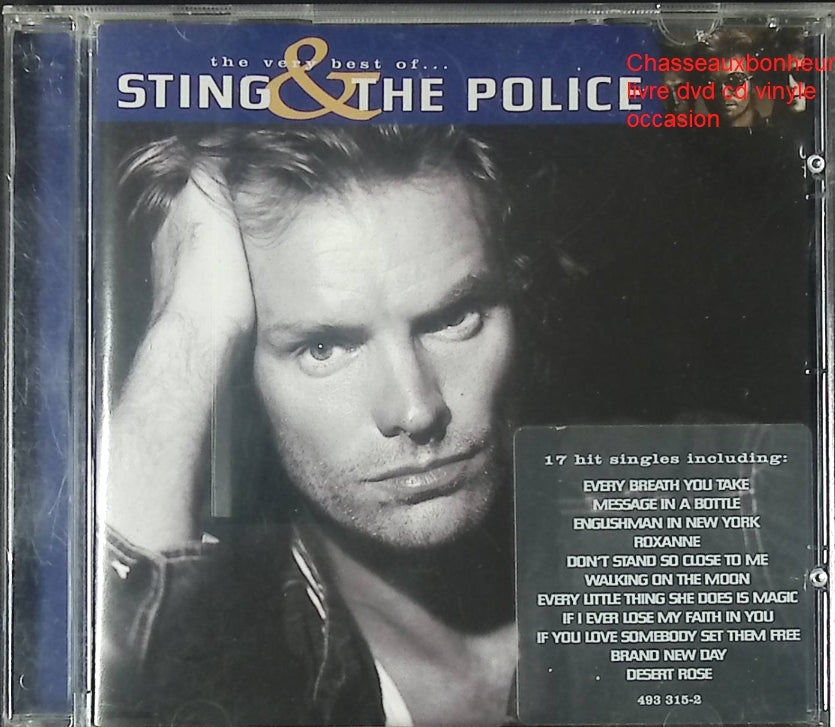 the very best of...
STING & THE POLICE
Chasseauxbonheur
livre dvd cd vinyle
occasion
17 hit singles including:
EVERY BREATH YOU TAKE
MESSAGE IN A BOTTLE
ENGLISHMAN IN NEW YORK
ROXANNE
DON'T STAND SO CLOSE TO ME
WALKING ON THE MOON
EVERY LITTLE THING SHE DOES IS MAGIC
IF I EVER LOSE MY FAITH IN YOU
IF YOU LOVE SOMEBODY SET THEM FREE
BRAND NEW DAY
DESERT ROSE
493 315-2